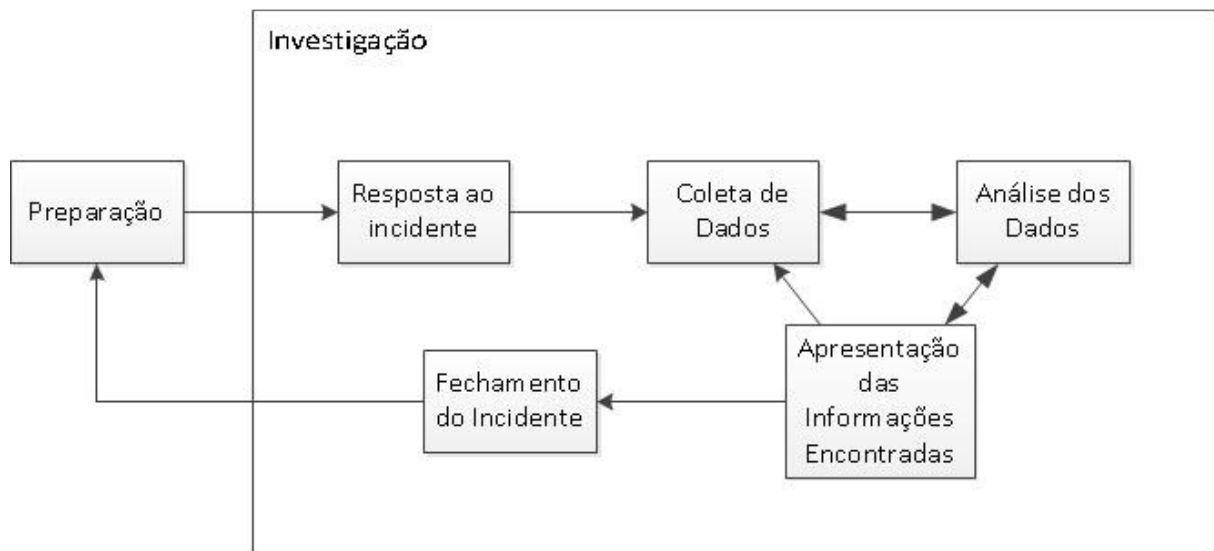 Investigação
Preparação
Resposta ao
incidente
Coleta de
Dados
Análise dos
Dados
Apresentação
das
Informações
Encontradas
Fechamento
do Incidente